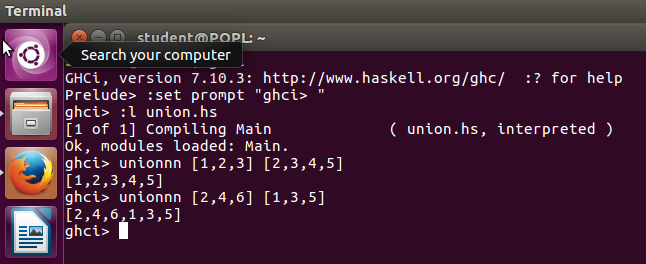 Terminal
student@POPL: ~
Search your computer
GHCi, version 7.10.3: http://www.haskell.org/ghc/  :? for help
Prelude> :set prompt "ghci> "
ghci> :l union.hs
[1 of 1] Compiling Main             ( union.hs, interpreted )
Ok, modules loaded: Main.
ghci> unionnn [1,2,3] [2,3,4,5]
[1,2,3,4,5]
ghci> unionnn [2,4,6] [1,3,5]
[2,4,6,1,3,5]
ghci>